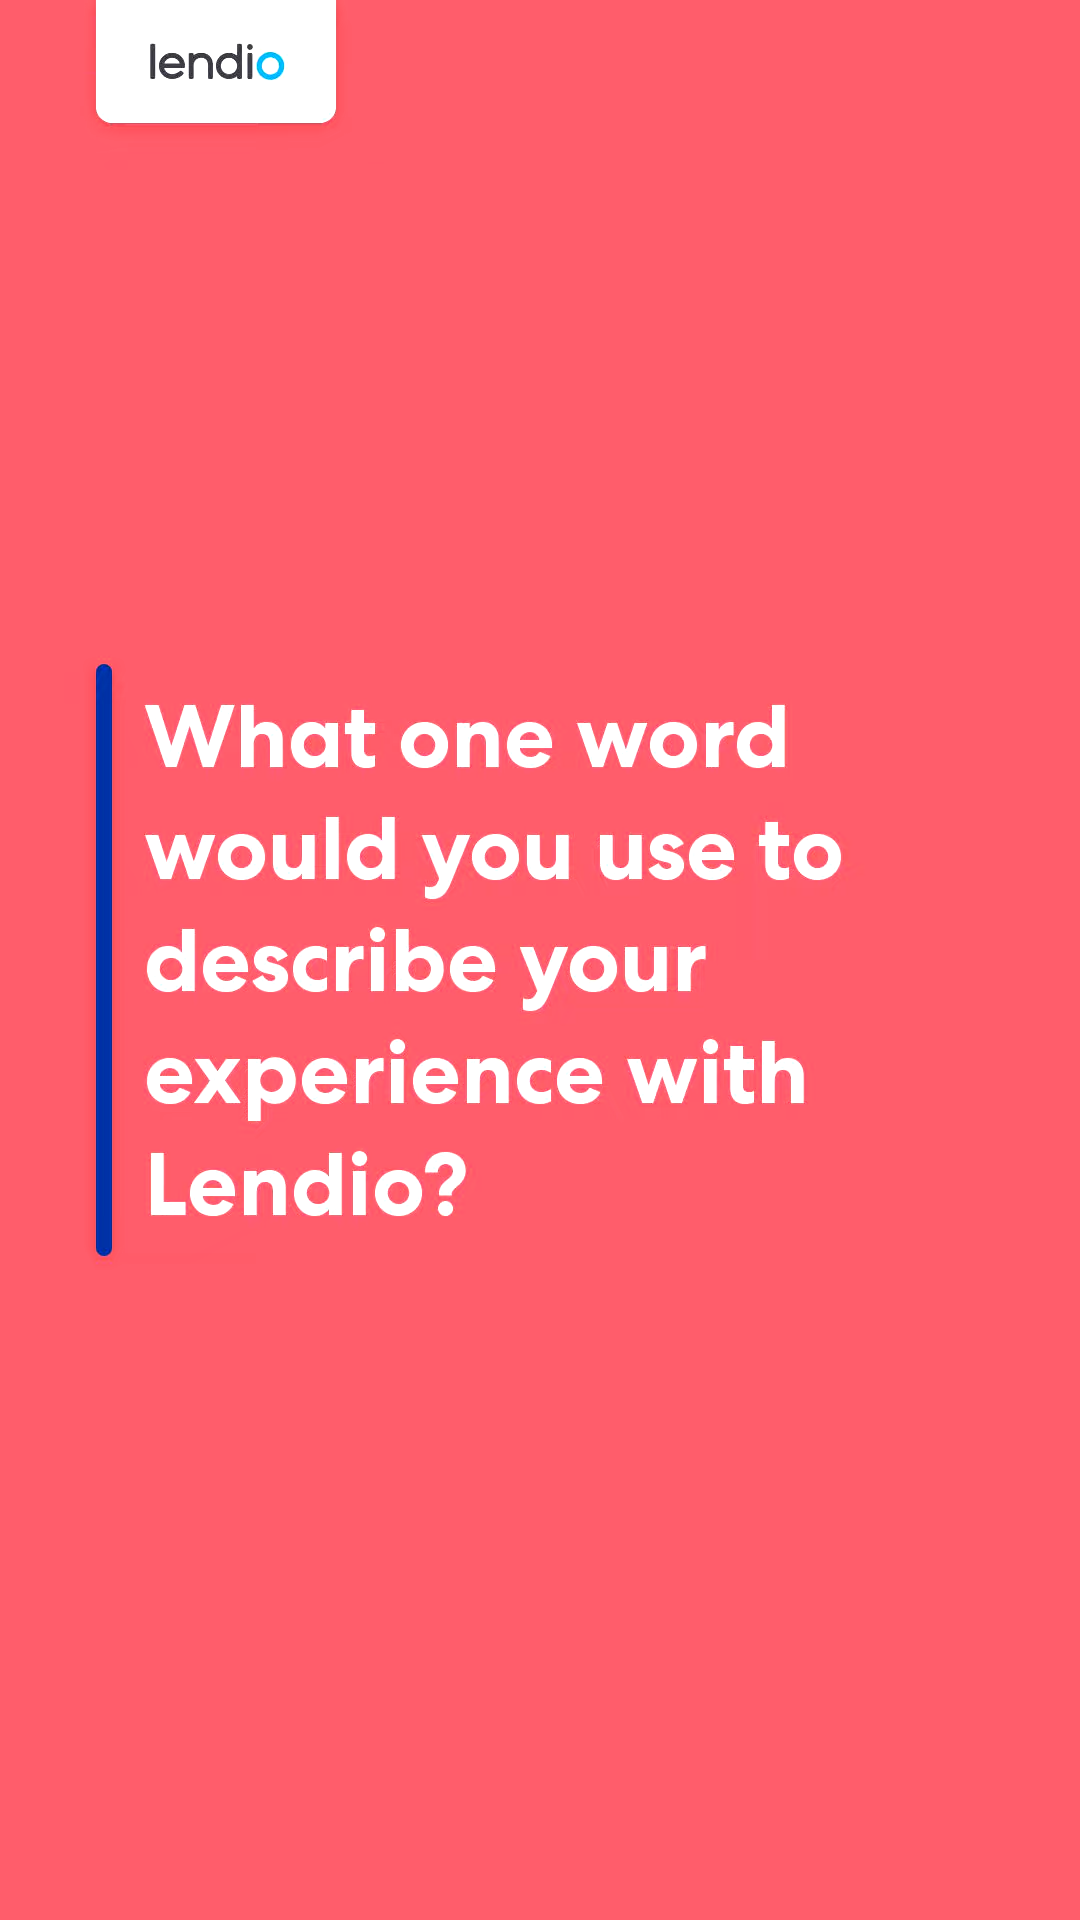 lendio
What one word
would you use to
describe your
experience with
Lendio?